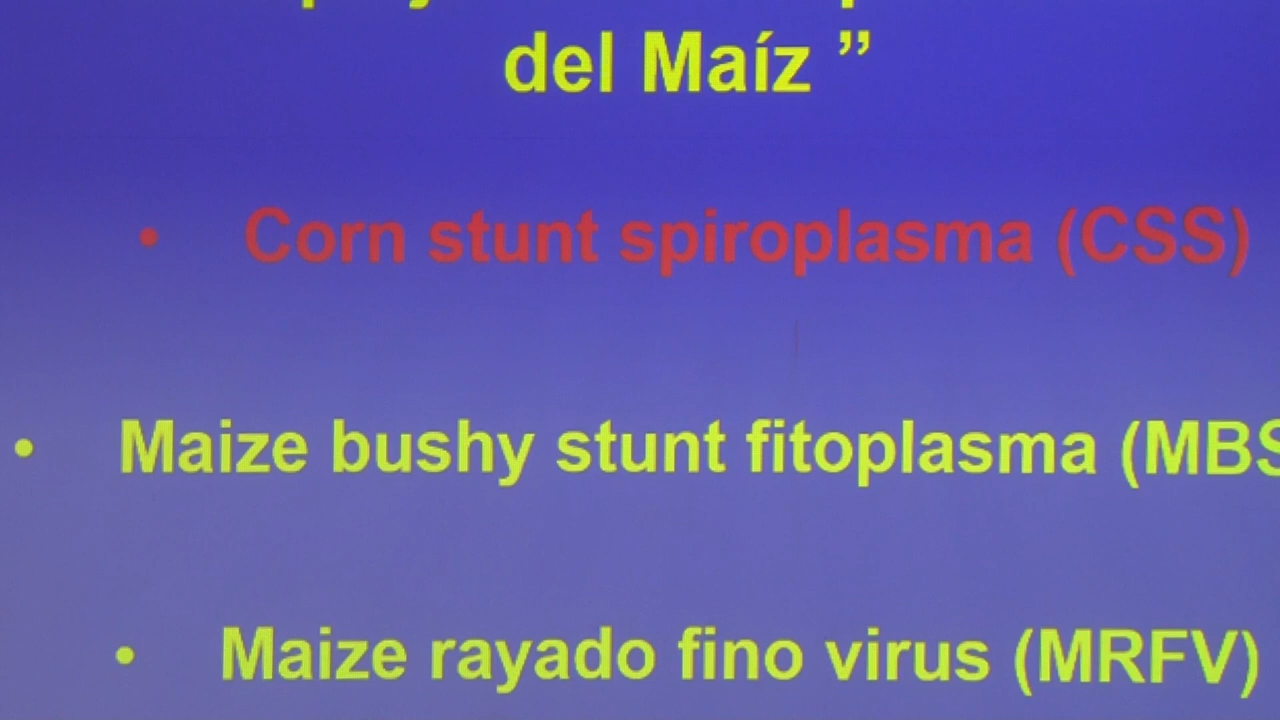 del Maíz ”
• Corn stunt spiroplasma (CSS)
• Maize bushy stunt fitoplasma (MBS
• Maize rayado fino virus (MRFV)